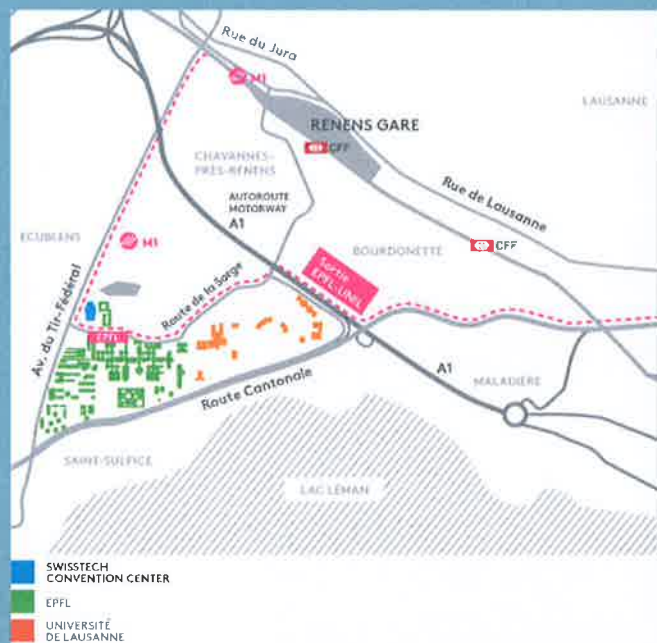 Rue du Jura
M1
LAUSANNE
RENENS GARE
CFF
CHAVANNES-
PRÈS-RENENS
Rue de Lausanne
AUTOROUTE
MOTORWAY
A1
ECUBLENS
M1
BOURDONETTE
CFF
Sortie
EPFL-UNIL
Av. du Tir-Fédéral
Route de la Sorge
EPFL
A1
MALADIÈRE
Route Cantonale
SAINT-SULPICE
LAC LÉMAN
SWISSTECH
CONVENTION CENTER
EPFL
UNIVERSITÉ
DE LAUSANNE